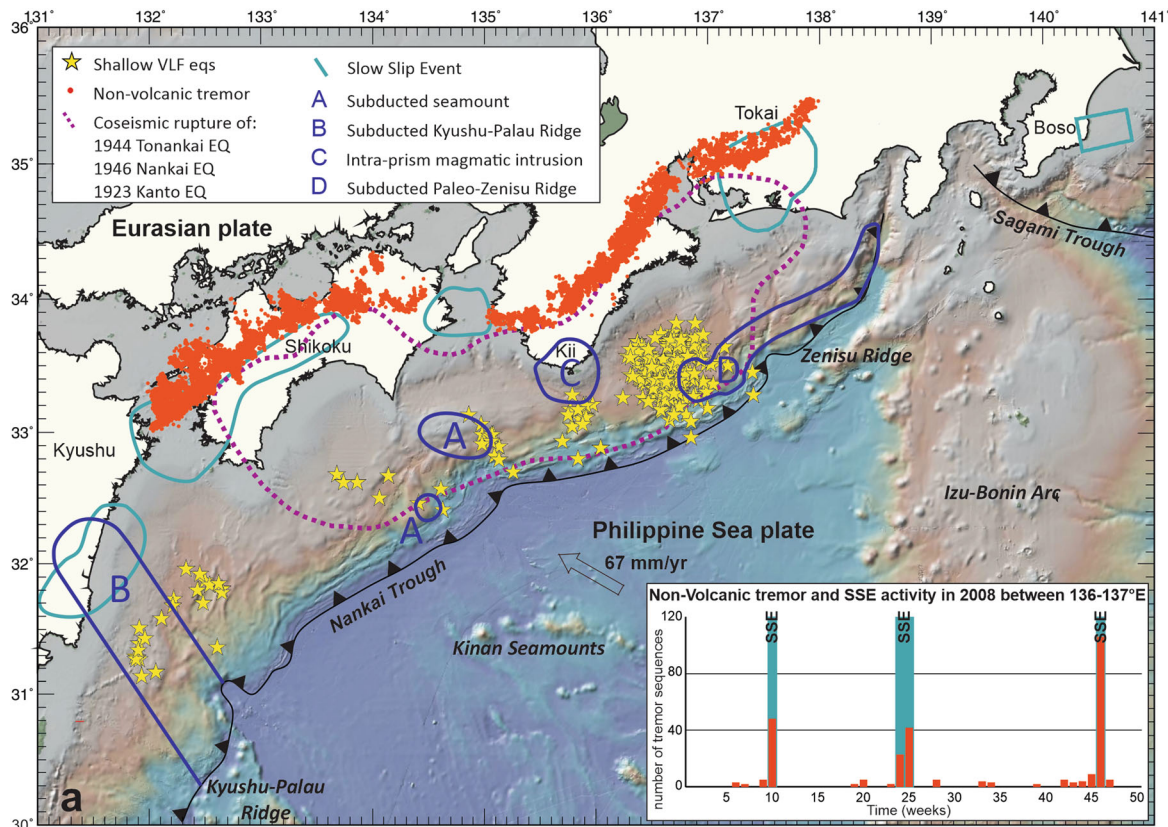 131° 132° 133° 134° 135° 136° 137° 138° 139° 140° 141°
36°
35°
34°
33°
32°
31°
30°
Shallow VLF eqs
Non-volcanic tremor
Coseismic rupture of:
1944 Tonankai EQ
1946 Nankai EQ
1923 Kanto EQ
Slow Slip Event
A Subducted seamount
B Subducted Kyushu-Palau Ridge
C Intra-prism magmatic intrusion
D Subducted Paleo-Zenisu Ridge
Tokai
Boso
Sagami Trough
Eurasian plate
Shikoku
Kii
C
D
Zenisu Ridge
Kyushu
A
A
B
Izu-Bonin Arc
Philippine Sea plate
67 mm/yr
Nankai Trough
Kinan Seamounts
Kyushu-Palau
Ridge
a
Non-Volcanic tremor and SSE activity in 2008 between 136-137°E
number of tremor sequences
120
80
40
0
SSE
SSE
SSE
5 10 15 20 25 30 35 40 45 50
Time (weeks)